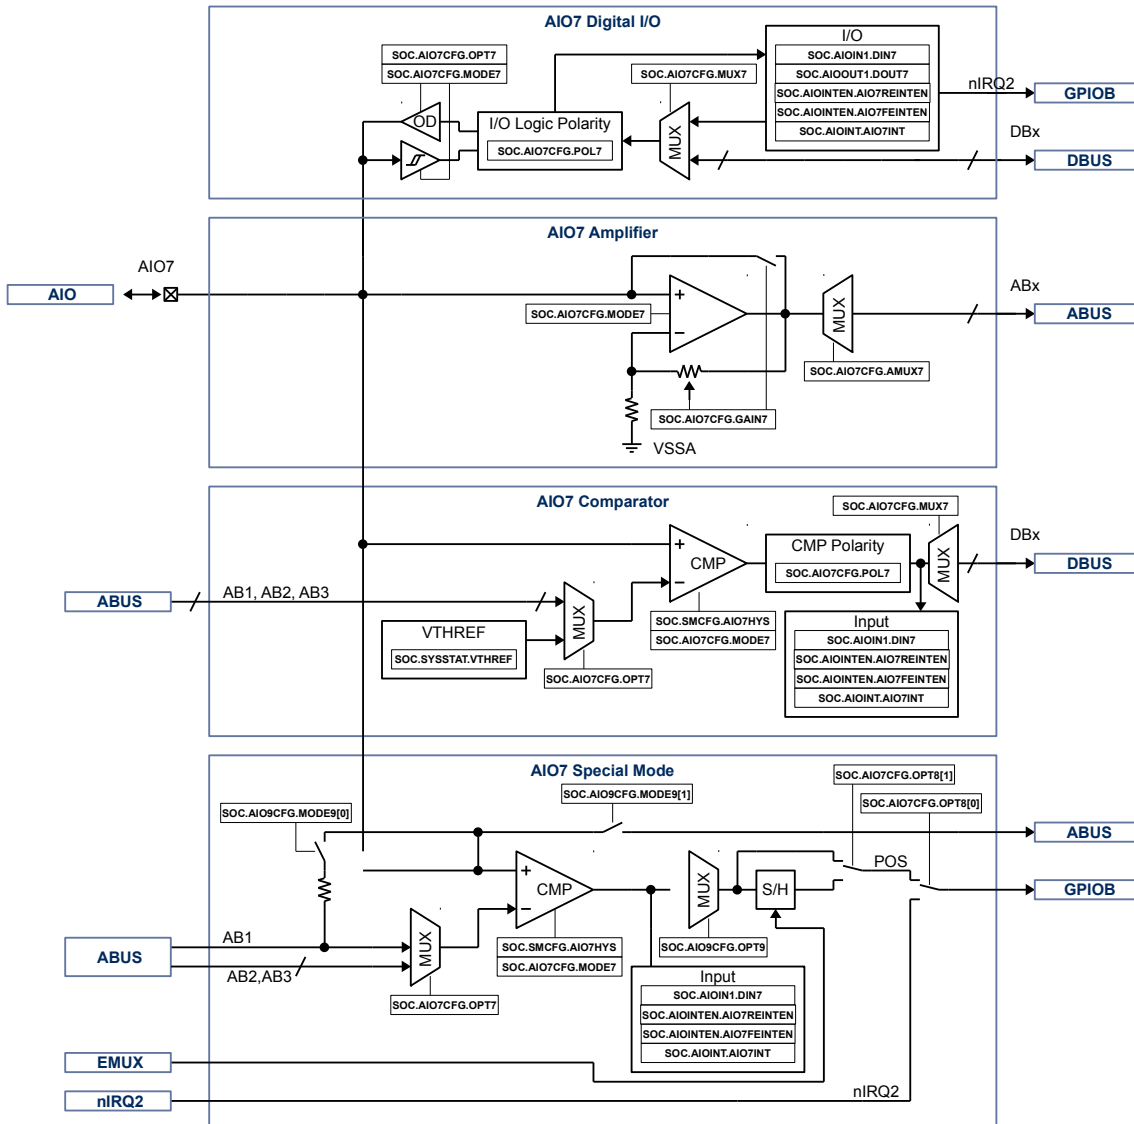 AIO7 Digital I/O
SOC.AIO7CFG.OPT7
SOC.AIO7CFG.MODE7
OD
I/O Logic Polarity
SOC.AIO7CFG.POL7
SOC.AIO7CFG.MUX7
MUX
I/O
SOC.AIOIN1.DIN7
SOC.AIOOUT1.DOUT7
SOC.AIOINTEN.AIO7REINTEN
SOC.AIOINTEN.AIO7FEINTEN
SOC.AIOINT.AIO7INT
nIRQ2
GPIOB
DBx
DBUS
AIO7 Amplifier
AIO7
AIO
SOC.AIO7CFG.MODE7
+
−
MUX
SOC.AIO7CFG.AMUX7
SOC.AIO7CFG.GAIN7
VSSA
ABx
ABUS
AIO7 Comparator
SOC.AIO7CFG.MUX7
+
−
CMP
CMP Polarity
SOC.AIO7CFG.POL7
MUX
DBx
DBUS
ABUS
AB1, AB2, AB3
MUX
VTHREF
SOC.SYSSTAT.VTHREF
SOC.AIO7CFG.OPT7
SOC.SMCFG.AIO7HYS
SOC.AIO7CFG.MODE7
Input
SOC.AIOIN1.DIN7
SOC.AIOINTEN.AIO7REINTEN
SOC.AIOINTEN.AIO7FEINTEN
SOC.AIOINT.AIO7INT
AIO7 Special Mode
SOC.AIO7CFG.OPT8[1]
SOC.AIO9CFG.MODE9[1]
SOC.AIO7CFG.OPT8[0]
SOC.AIO9CFG.MODE9[0]
ABUS
+
−
CMP
MUX
S/H
POS
GPIOB
ABUS
AB1
AB2,AB3
MUX
SOC.SMCFG.AIO7HYS
SOC.AIO7CFG.MODE7
SOC.AIO9CFG.OPT9
SOC.AIO7CFG.OPT7
Input
SOC.AIOIN1.DIN7
SOC.AIOINTEN.AIO7REINTEN
SOC.AIOINTEN.AIO7FEINTEN
SOC.AIOINT.AIO7INT
EMUX
nIRQ2
nIRQ2